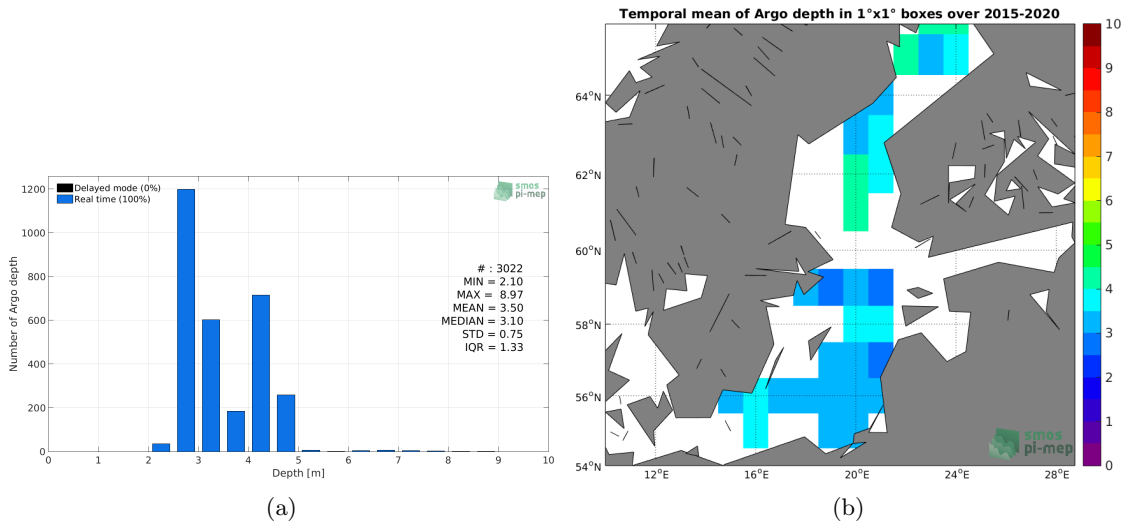 Temporal mean of Argo depth in 1°x1° boxes over 2015-2020
Delayed mode (0%)
Real time (100%)
smos
pi-mep
# : 3022
MIN = 2.10
MAX = 8.97
MEAN = 3.50
MEDIAN = 3.10
STD = 0.75
IQR = 1.33
Number of Argo depth
1200
1000
800
600
400
200
0
0 1 2 3 4 5 6 7 8 9 10
Depth [m]
(a)
64°N
62°N
60°N
58°N
56°N
54°N
12°E 16°E 20°E 24°E 28°E
smos
pi-mep
10
9
8
7
6
5
4
3
2
1
0
(b)